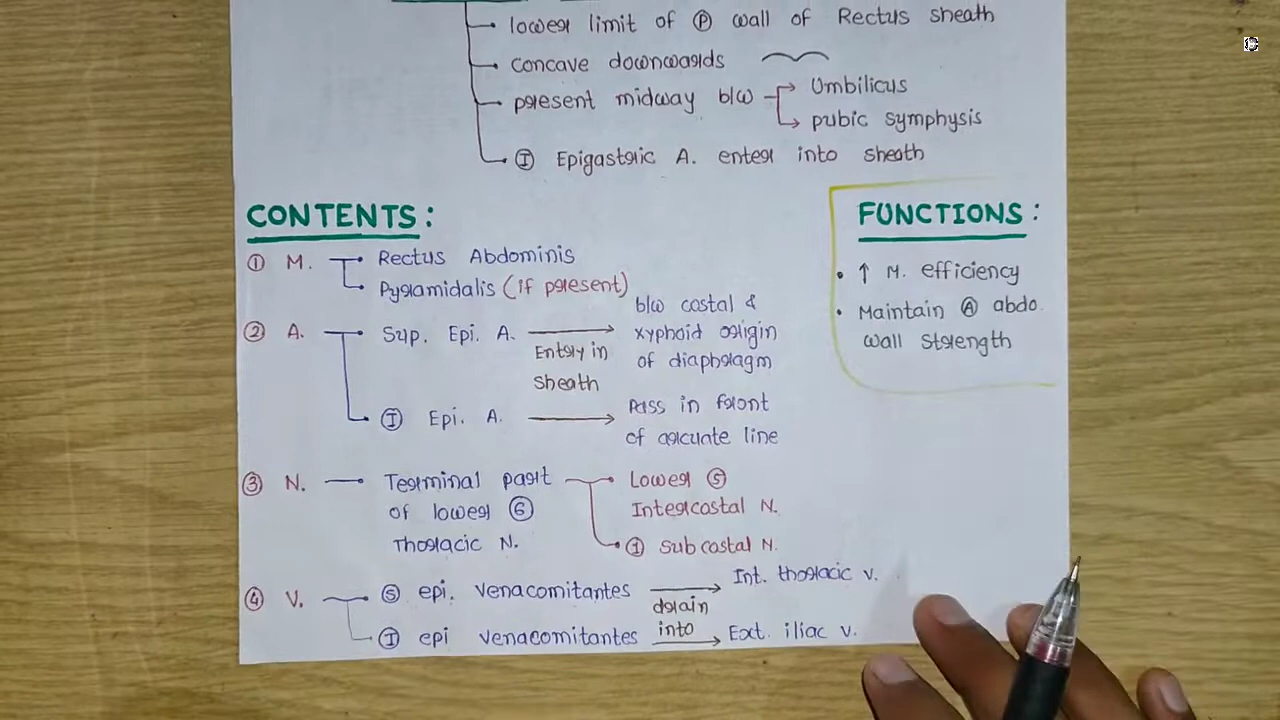 lower limit of Ⓟ wall of Rectus sheath
concave downwards
present midway b/w → Umbilicus
→ pubic symphysis
Ⓘ Epigastric A. enter into sheath
CONTENTS:
① M. Rectus Abdominis
Pyramidalis (if present)
② A. Sup. Epi. A. → Entery in sheath
b/w costal &
xyphoid origin
of diaphragm
Ⓘ Epi. A. → Pass in front
of arcuate line
③ N. — Terminal part
of lower ⑥
Thoracic N.
Lower ⑤
Intercostal N.
① Subcostal N.
④ V. Ⓢ epi. venacomitantes → Int. thoracic v.
drain
into
Ⓘ epi venacomitantes → Ext. iliac v.
FUNCTIONS:
• ↑ M. efficiency
• Maintain Ⓐ abdo.
wall Strength